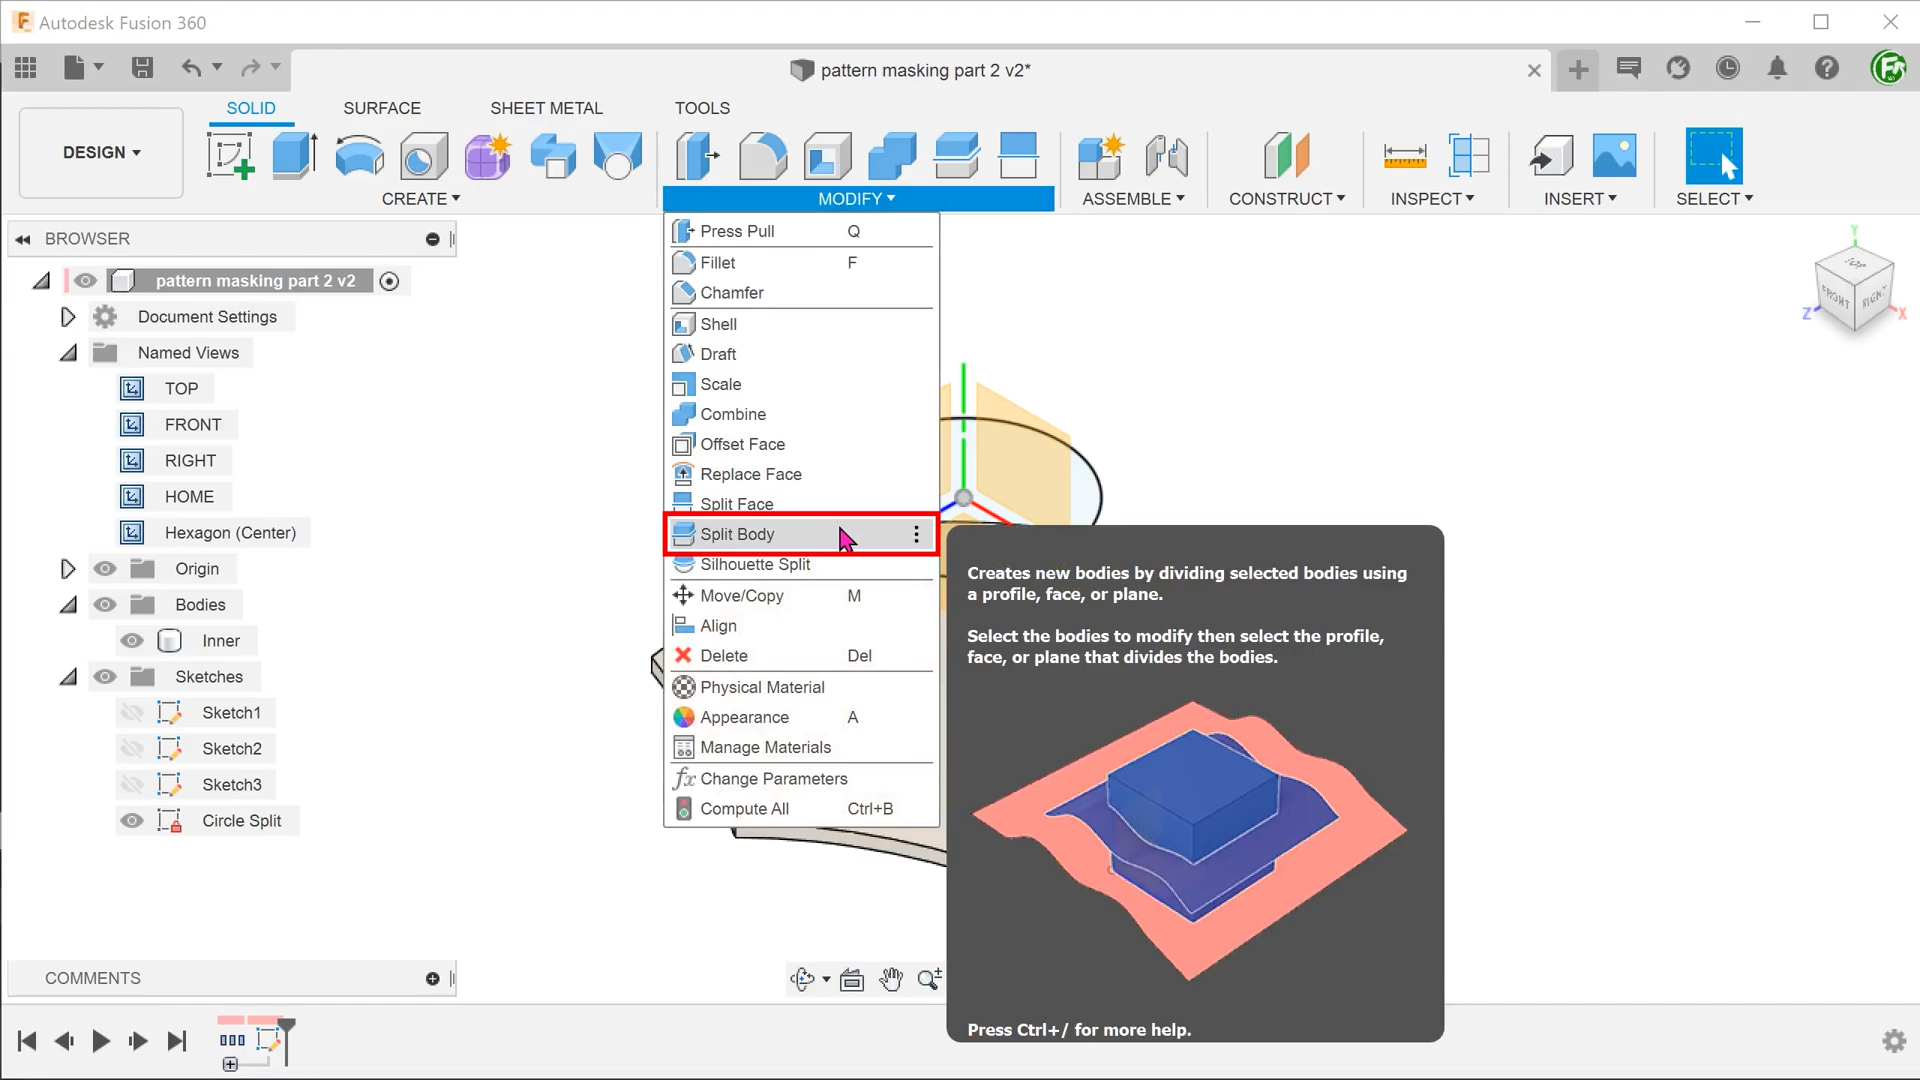 Autodesk Fusion 360
pattern masking part 2 v2*
SOLID
SURFACE
SHEET METAL
TOOLS
DESIGN
CREATE
MODIFY
ASSEMBLE
CONSTRUCT
INSPECT
INSERT
SELECT
BROWSER
pattern masking part 2 v2
Document Settings
Named Views
TOP
FRONT
RIGHT
HOME
Hexagon (Center)
Origin
Bodies
Inner
Sketches
Sketch1
Sketch2
Sketch3
Circle Split
Press Pull Q
Fillet F
Chamfer
Shell
Draft
Scale
Combine
Offset Face
Replace Face
Split Face
Split Body
Silhouette Split
Move/Copy M
Align
Delete Del
Physical Material
Appearance A
Manage Materials
Change Parameters
Compute All Ctrl+B
Creates new bodies by dividing selected bodies using
a profile, face, or plane.
Select the bodies to modify then select the profile,
face, or plane that divides the bodies.
Press Ctrl+/ for more help.
Y
TOP
FRONT
RIGHT
Z
X
COMMENTS